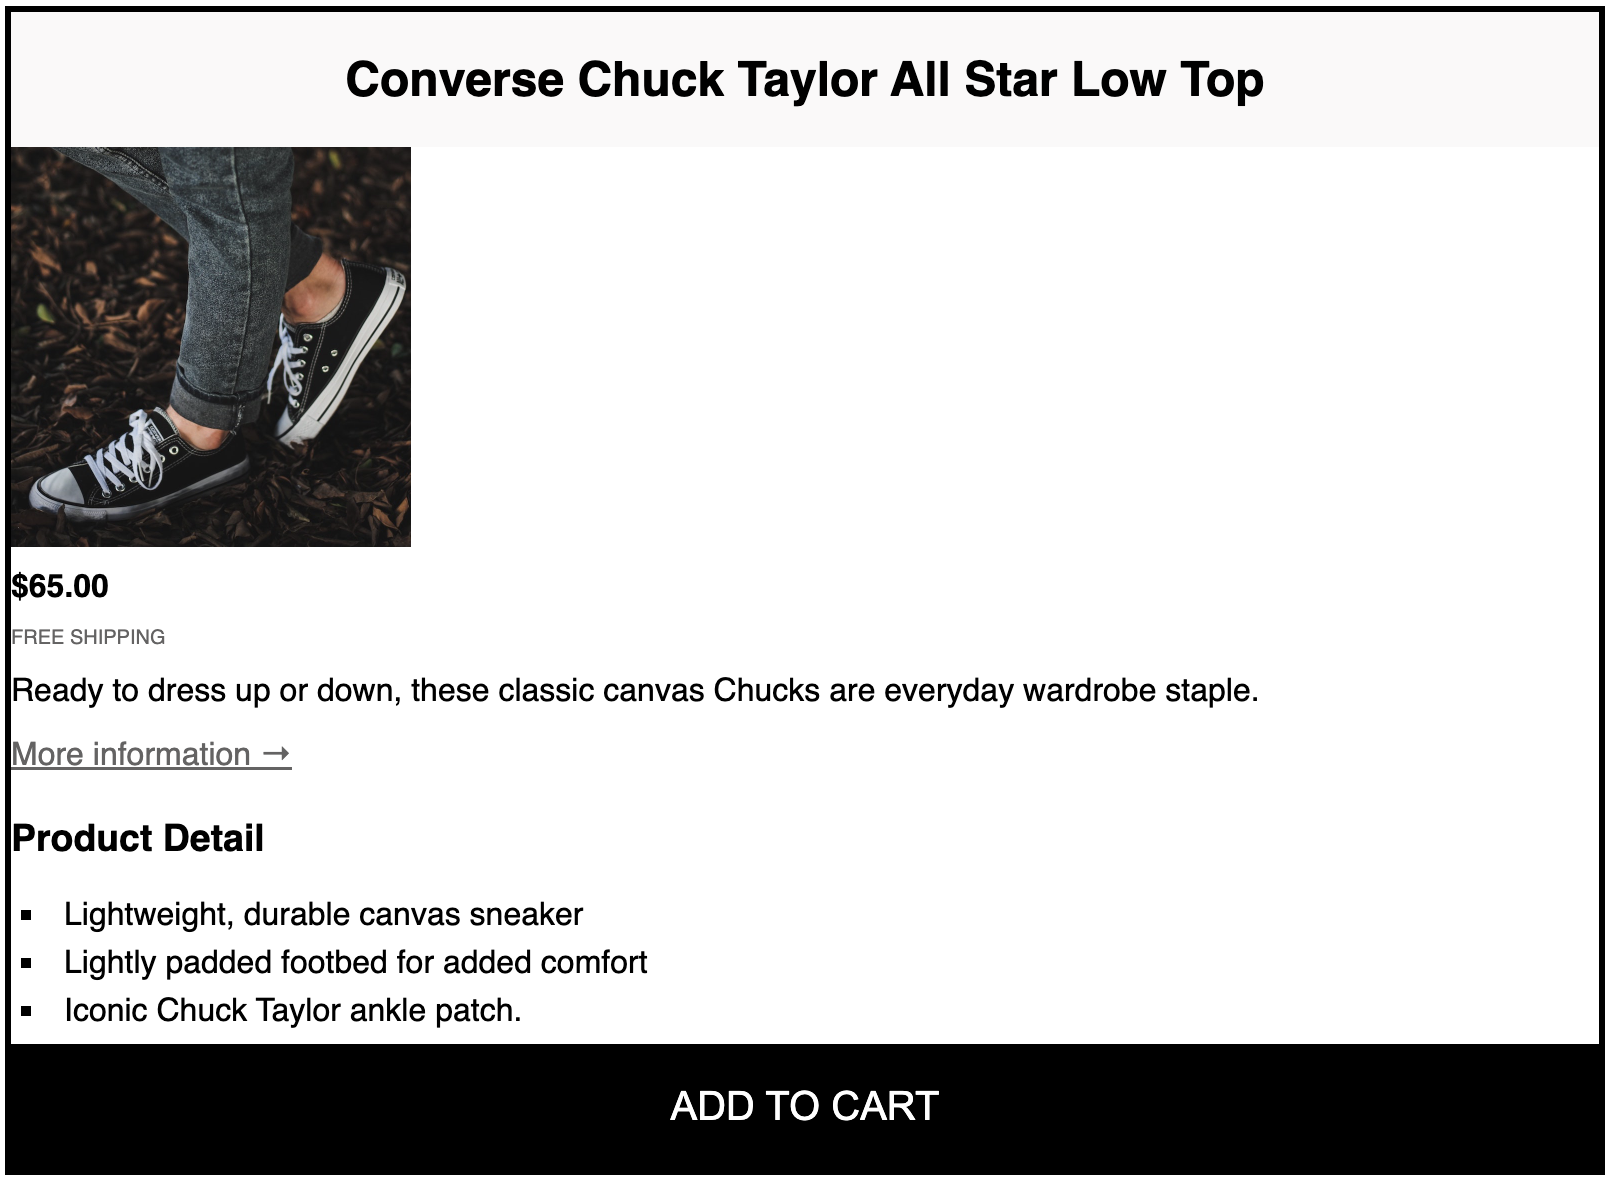 Converse Chuck Taylor All Star Low Top
$65.00
FREE SHIPPING
Ready to dress up or down, these classic canvas Chucks are everyday wardrobe staple.
More information →
Product Detail
▪ Lightweight, durable canvas sneaker
▪ Lightly padded footbed for added comfort
▪ Iconic Chuck Taylor ankle patch.
ADD TO CART